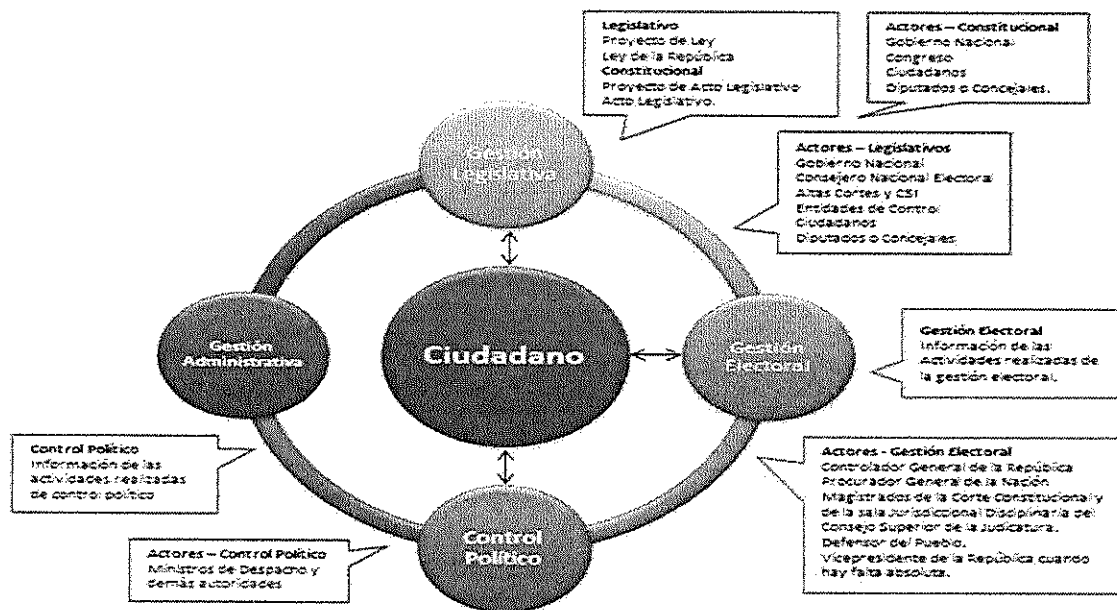 Legislativo
Proyecto de Ley
Ley de la República
Constitucional
Proyecto de Acto Legislativo
Acto Legislativo.
Actores – Constitucional
Gobierno Nacional
Congreso
Ciudadanos
Diputados o Concejales.
Actores – Legislativos
Gobierno Nacional
Consejero Nacional Electoral
Altas Cortes y CSJ
Entidades de Control
Ciudadanos
Diputados o Concejales
Gestión
Legislativa
Gestión
Administrativa
Ciudadano
Gestión
Electoral
Gestión Electoral
Información de las
Actividades realizadas de
la gestión electoral.
Control Político
Información de las
actividades realizadas
de control político
Actores – Control Político
Ministros de Despacho y
demás autoridades
Control
Político
Actores - Gestión Electoral
Controlador General de la República
Procurador General de la Nación
Magistrados de la Corte Constitucional y
de la sala Jurisdiccional Disciplinaria del
Consejo Superior de la Judicatura.
Defensor del Pueblo.
Vicepresidente de la República cuando
hay falta absoluta.